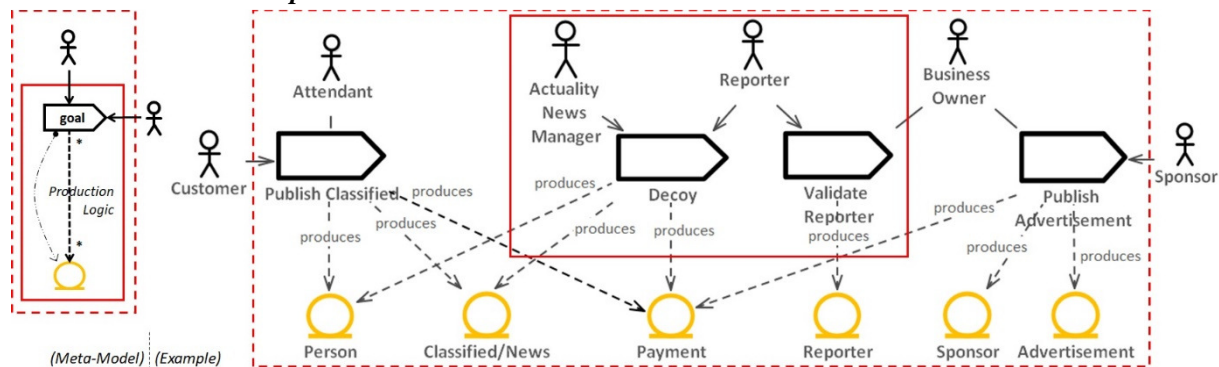 Attendant
Actuality
News
Manager
Reporter
Business
Owner
goal
*
Production
Logic
*
Customer
Publish Classified
Decoy
Validate
Reporter
Publish
Advertisement
Sponsor
produces
produces
produces
produces
produces
produces
produces
produces
produces
produces
Person
Classified/News
Payment
Reporter
Sponsor
Advertisement
(Meta-Model) (Example)